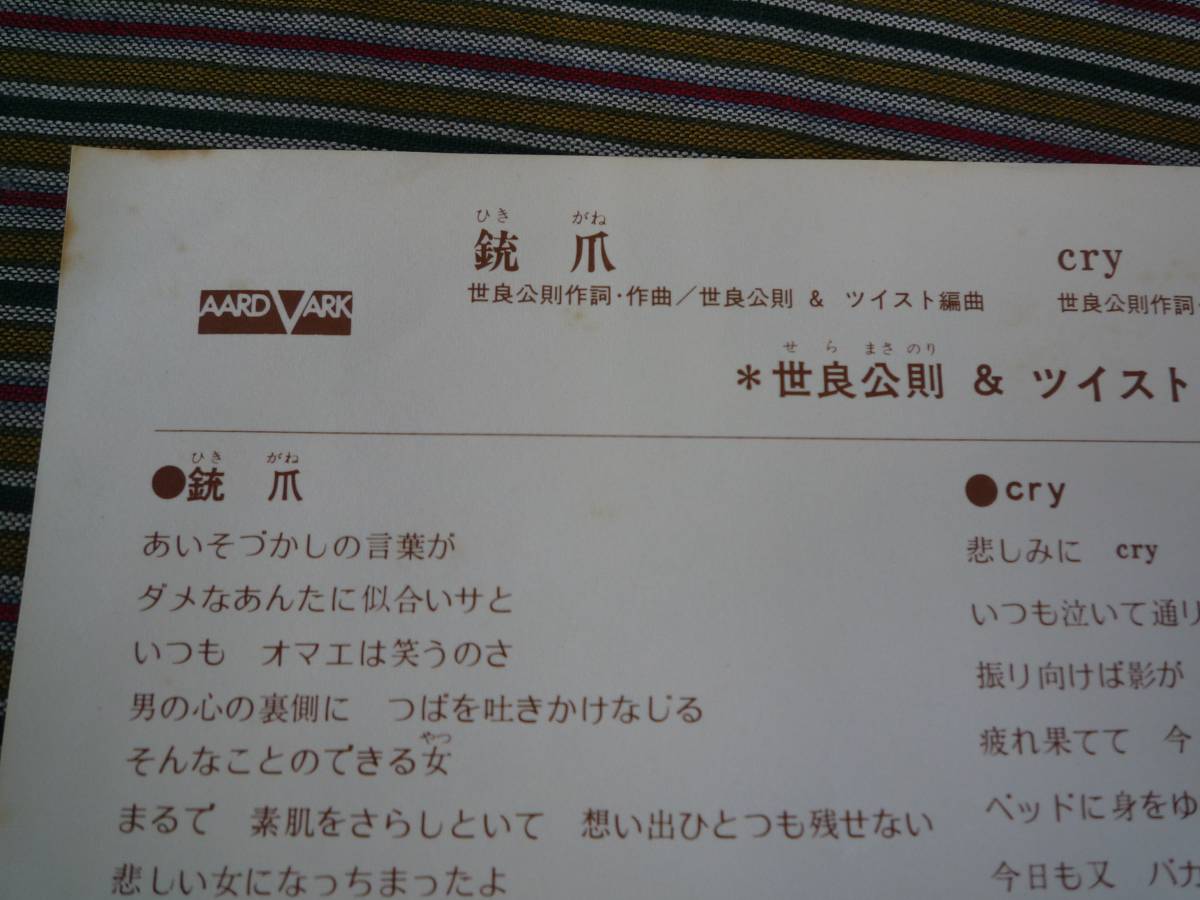 ひき がね
銃 爪
世良公則作詞・作曲／世良公則 & ツイスト編曲
cry
世良公則作詞・
AARDVARK
せ ら まさ のり
＊世良公則 & ツイスト
ひき がね
●銃 爪
あいそづかしの言葉が
ダメなあんたに似合いサと
いつも オマエは笑うのさ
男の心の裏側に つばを吐きかけなじる
やつ
そんなことのできる女
まるで 素肌をさらしといて 想い出ひとつも残せない
悲しい女になっちまったよ
●cry
悲しみに cry
いつも泣いて通り
振り向けば影が
疲れ果てて 今
ベッドに身をゆ
今日も又 バカ